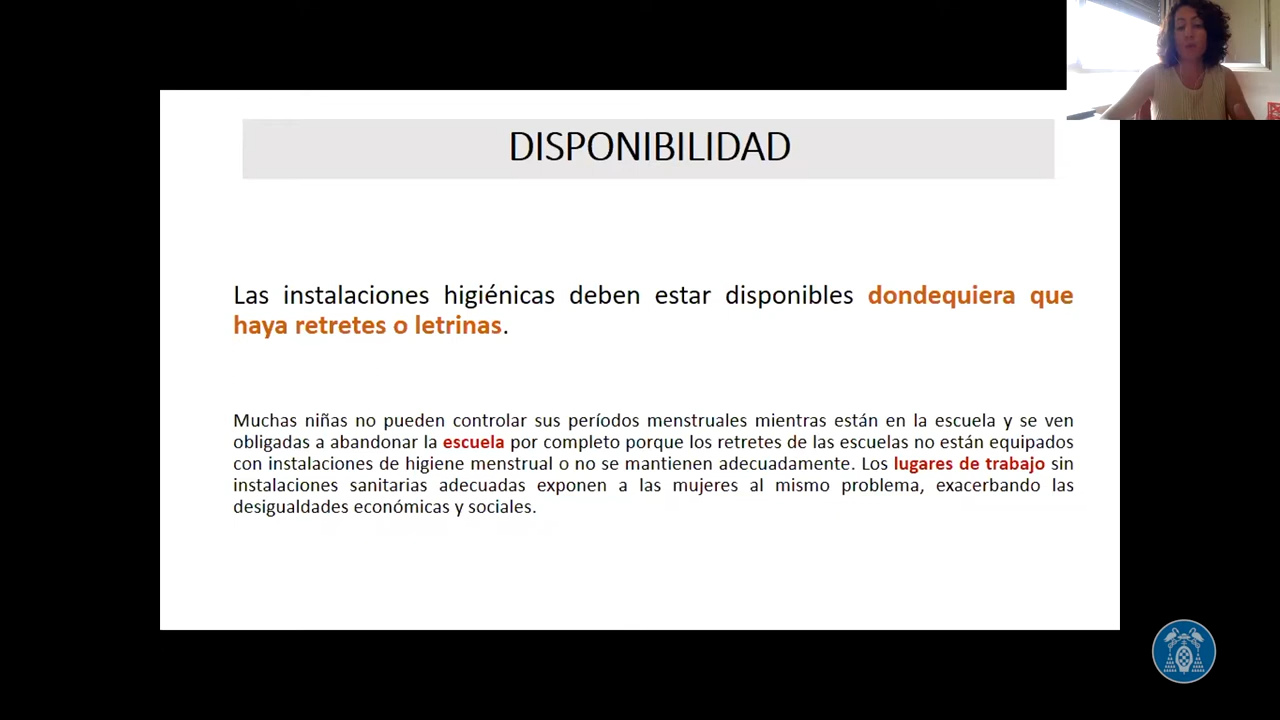 DISPONIBILIDAD
Las instalaciones higiénicas deben estar disponibles dondequiera que
haya retretes o letrinas.
Muchas niñas no pueden controlar sus períodos menstruales mientras están en la escuela y se ven
obligadas a abandonar la escuela por completo porque los retretes de las escuelas no están equipados
con instalaciones de higiene menstrual o no se mantienen adecuadamente. Los lugares de trabajo sin
instalaciones sanitarias adecuadas exponen a las mujeres al mismo problema, exacerbando las
desigualdades económicas y sociales.